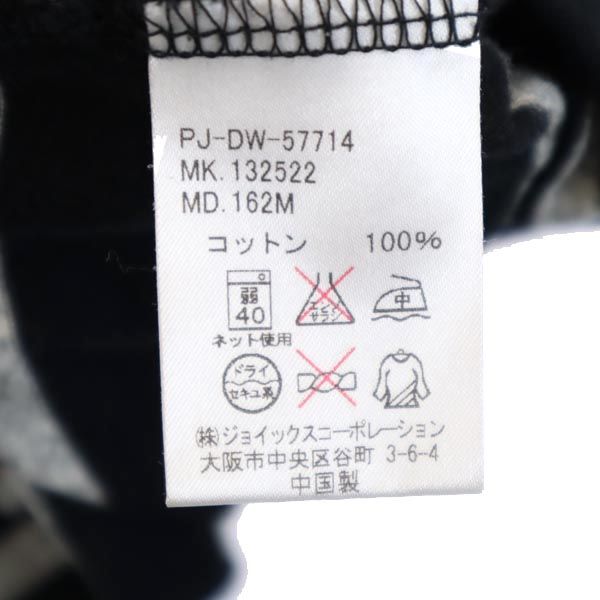 PJ-DW-57714
MK.132522
MD.162M
コットン 100%
弱 40
エンソ サラシ
中
ネット使用
ドライ セキユ系
㈱ジョイックスコーポレーション
大阪市中央区谷町 3-6-4
中国製